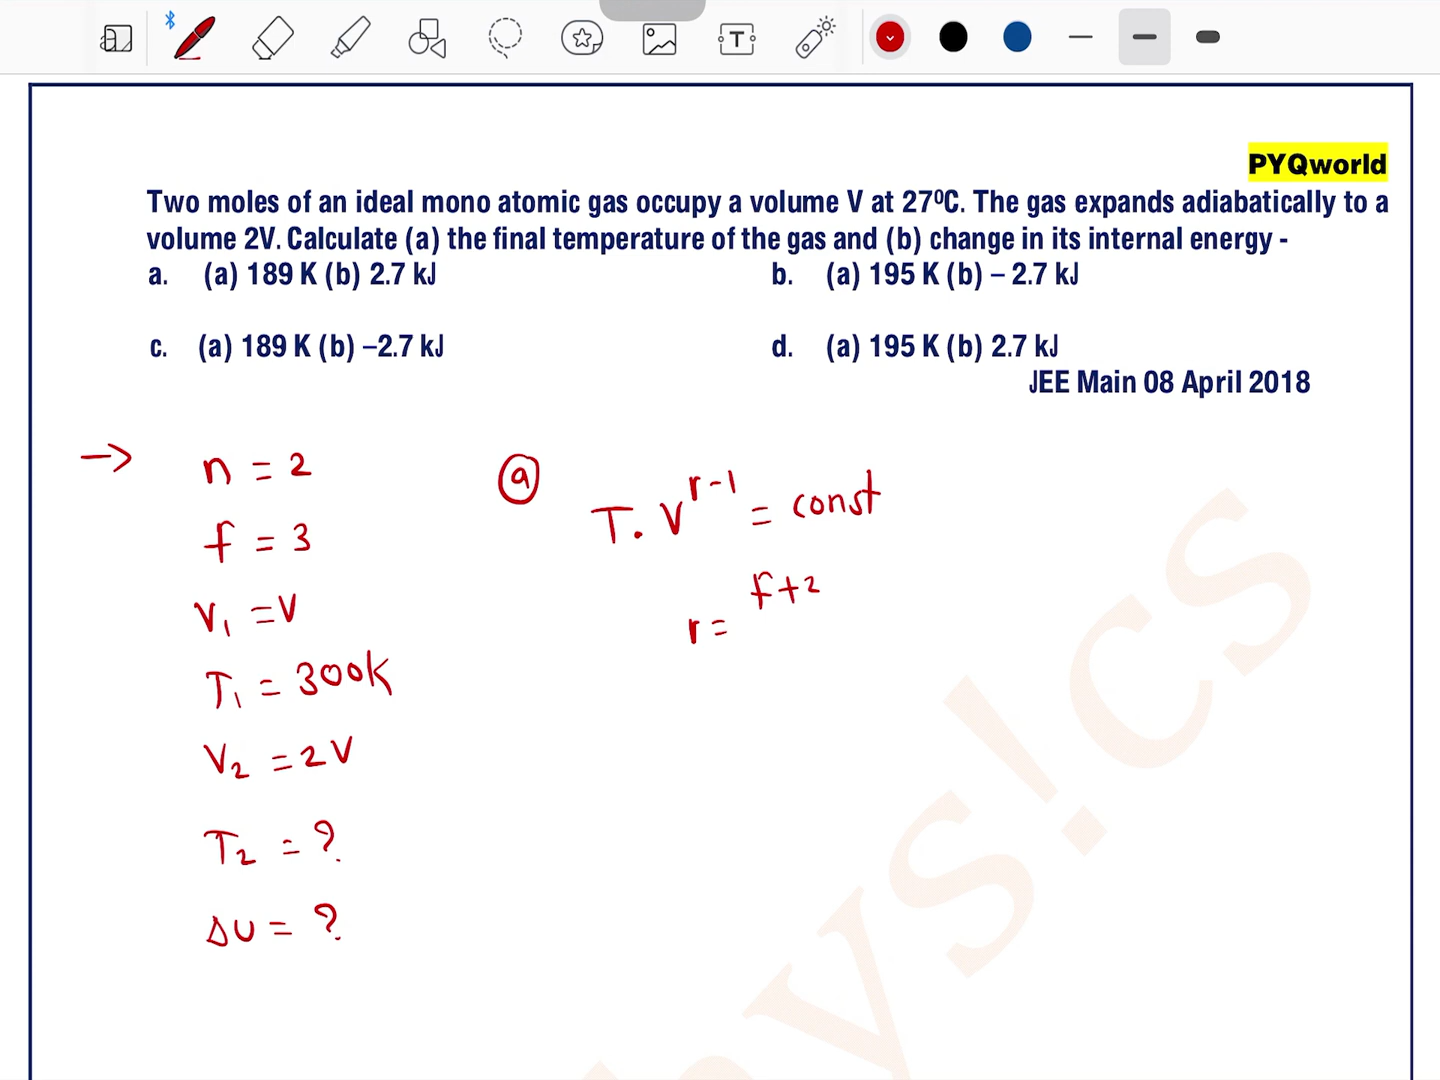 PYQworld
Two moles of an ideal mono atomic gas occupy a volume V at 27⁰C. The gas expands adiabatically to a
volume 2V. Calculate (a) the final temperature of the gas and (b) change in its internal energy -
a. (a) 189 K (b) 2.7 kJ
b. (a) 195 K (b) – 2.7 kJ
c. (a) 189 K (b) –2.7 kJ
d. (a) 195 K (b) 2.7 kJ
JEE Main 08 April 2018
→ n = 2
f = 3
V₁ = V
T₁ = 300K
V₂ = 2V
T₂ = ?
ΔU = ?
ⓐ T. V^r-1 = const
r = f+2
hys!cs